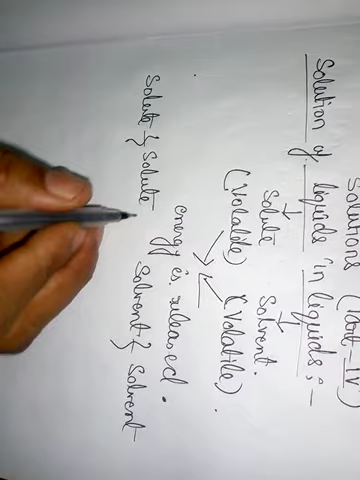 Solutions (Part-IV)
Solution of liquids in liquids :-
Solute Solvent.
(Volatile) (Volatile).
energy is released.
Solute } Solute Solvent } Solvent